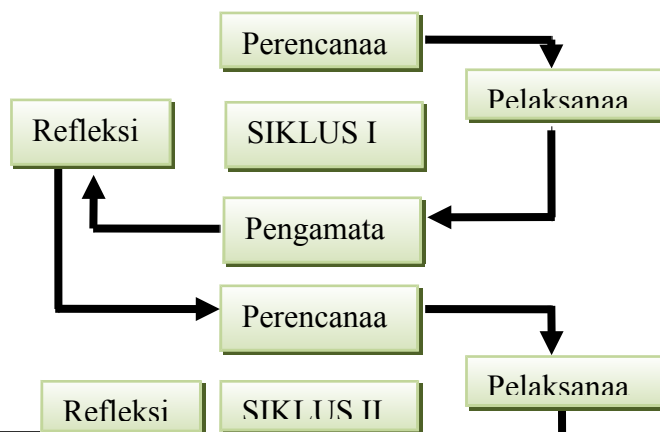 Perencanaa
Pelaksanaa
Refleksi
SIKLUS I
Pengamata
Perencanaa
Pelaksanaa
Refleksi
SIKLUS II